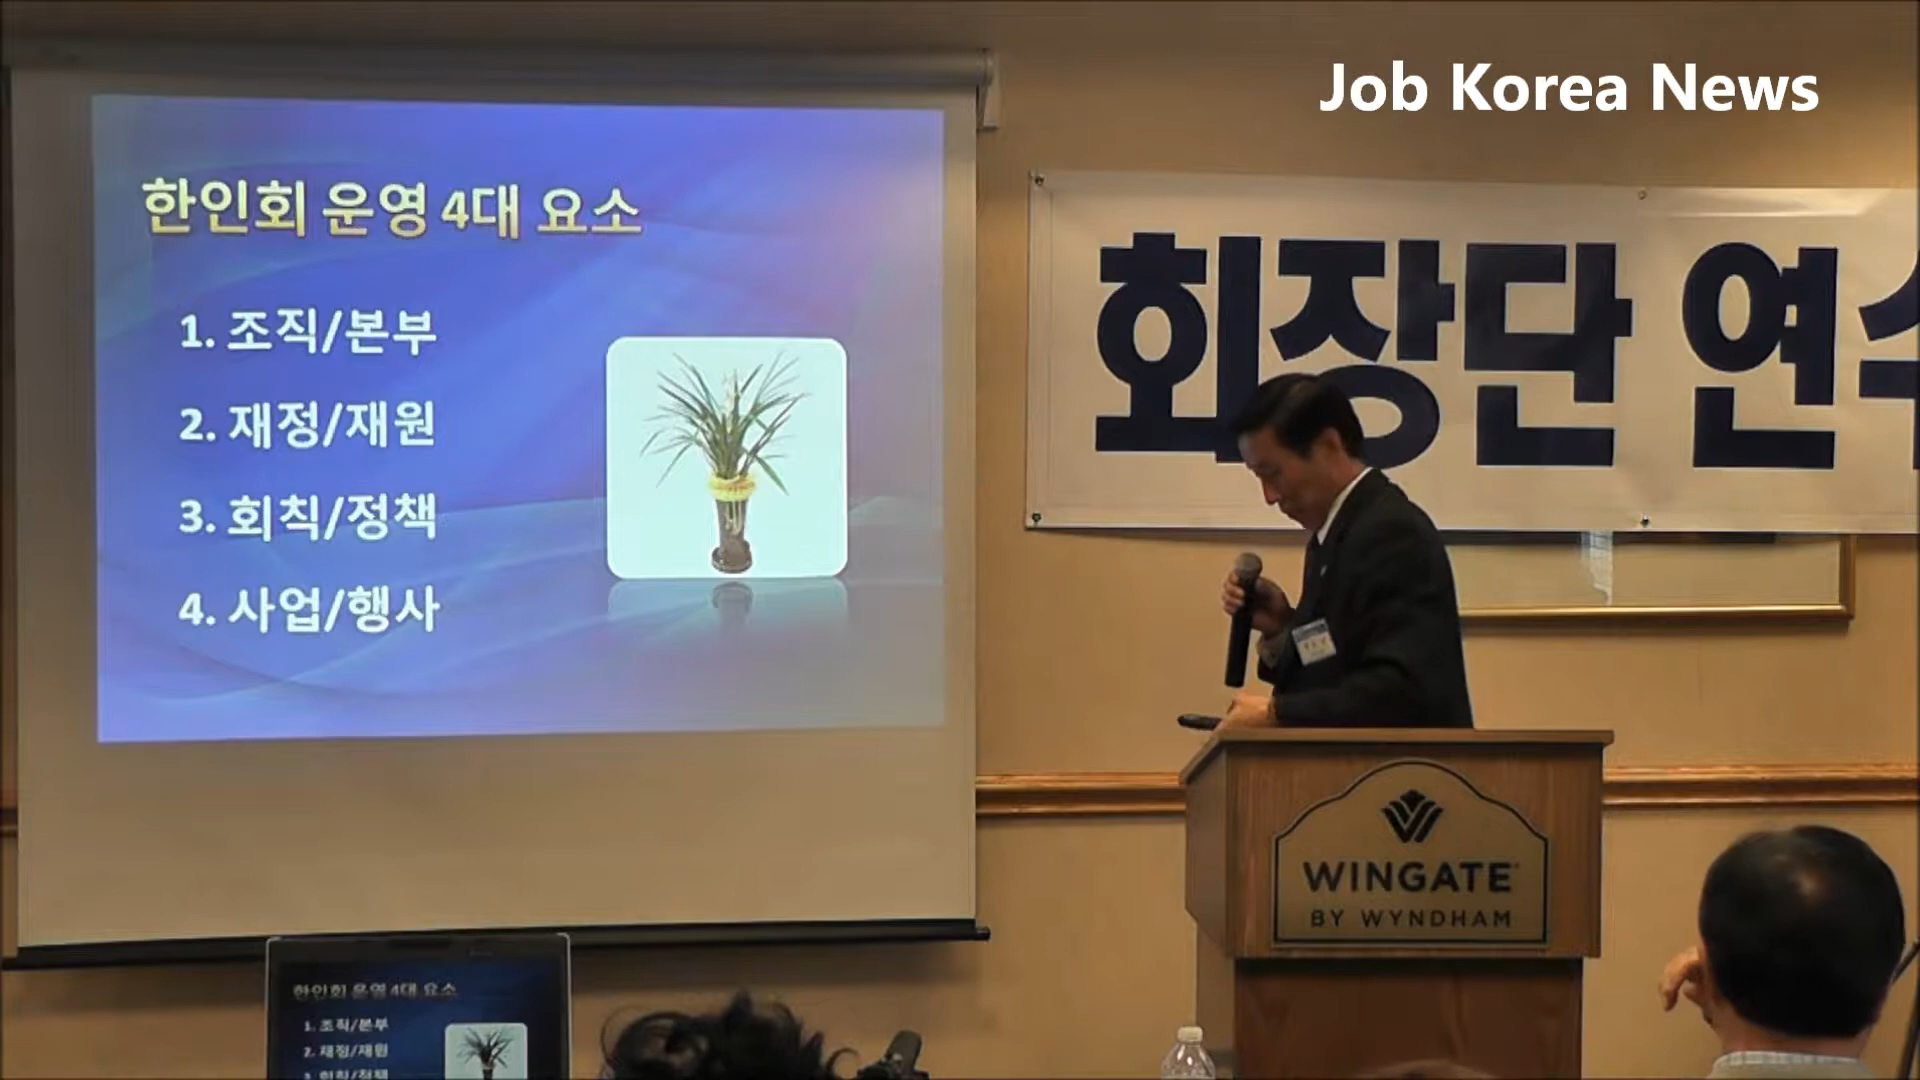 Job Korea News
한인회 운영 4대 요소
1. 조직/본부
2. 재정/재원
3. 회칙/정책
4. 사업/행사
회장단 연수
WINGATE
BY WYNDHAM
한인회 운영 4대 요소
1. 조직/본부
2. 재정/재원
3. 회칙/정책